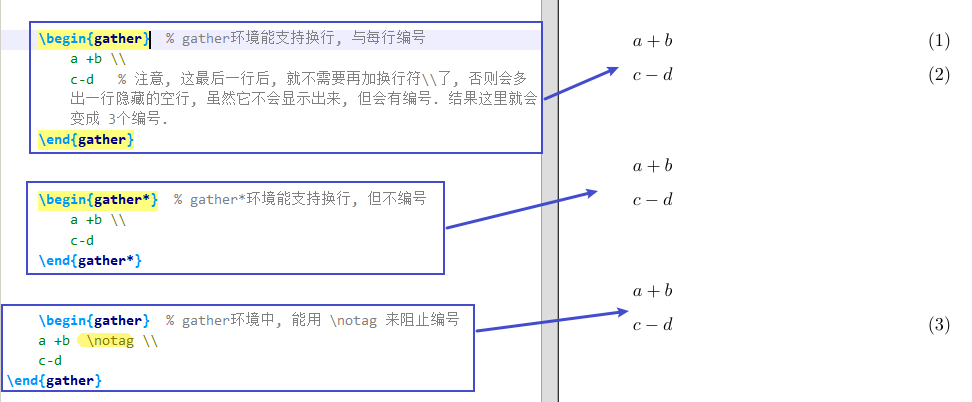 \begin{gather} % gather环境能支持换行, 与每行编号
a +b \\
c-d % 注意, 这最后一行后, 就不需要再加换行符\\了, 否则会多
出一行隐藏的空行, 虽然它不会显示出来, 但会有编号. 结果这里就会
变成 3个编号.
\end{gather}
a + b (1)
c − d (2)
\begin{gather*} % gather*环境能支持换行, 但不编号
a +b \\
c-d
\end{gather*}
a + b
c − d
\begin{gather} % gather环境中, 能用 \notag 来阻止编号
a +b \notag \\
c-d
\end{gather}
a + b
c − d (3)